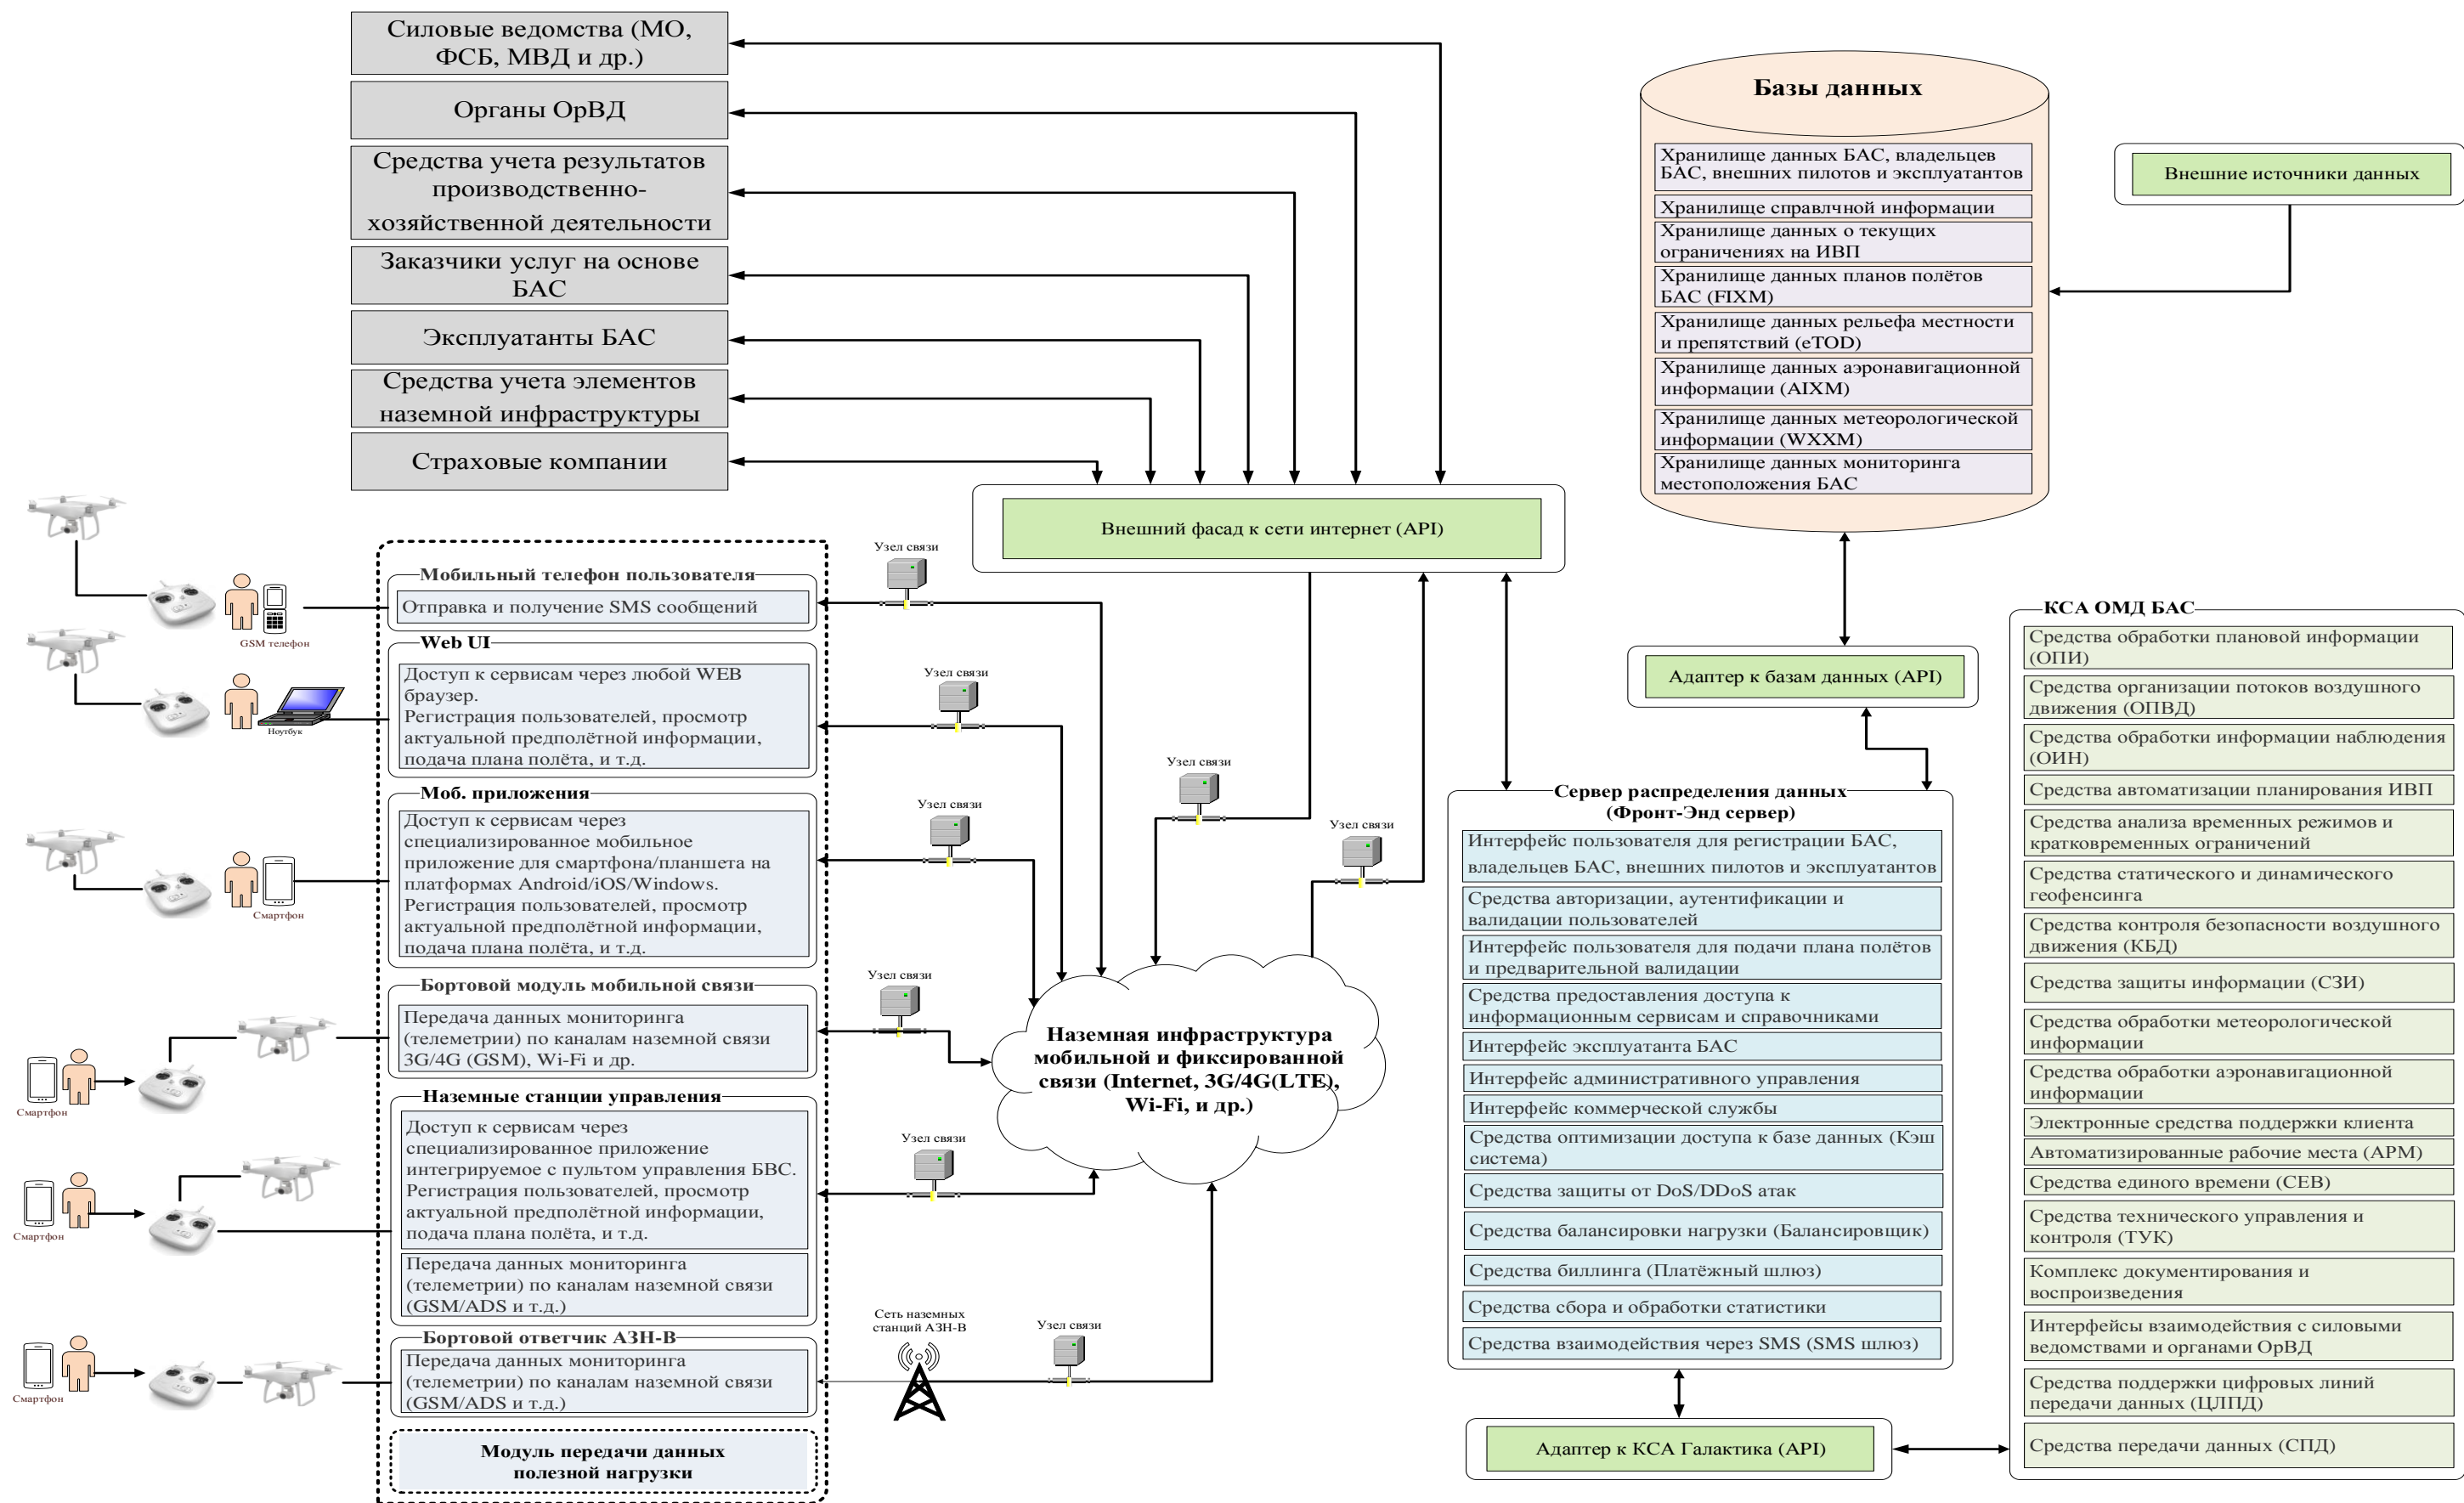 Силовые ведомства (МО,
ФСБ, МВД и др.)
Органы ОрВД
Средства учета результатов
производственно-
хозяйственной деятельности
Заказчики услуг на основе
БАС
Эксплуатанты БАС
Средства учета элементов
наземной инфраструктуры
Страховые компании
Внешний фасад к сети интернет (API)
Базы данных
Хранилище данных БАС, владельцев
БАС, внешних пилотов и эксплуатантов
Хранилище справлчной информации
Хранилище данных о текущих
ограничениях на ИВП
Хранилище данных планов полётов
БАС (FIXM)
Хранилище данных рельефа местности
и препятствий (eTOD)
Хранилище данных аэронавигационной
информации (AIXM)
Хранилище данных метеорологической
информации (WXXM)
Хранилище данных мониторинга
местоположения БАС
Внешние источники данных
Адаптер к базам данных (API)
GSM телефон
Ноутбук
Смартфон
Смартфон
Смартфон
Смартфон
Мобильный телефон пользователя
Отправка и получение SMS сообщений
Web UI
Доступ к сервисам через любой WEB
браузер.
Регистрация пользователей, просмотр
актуальной предполётной информации,
подача плана полёта, и т.д.
Моб. приложения
Доступ к сервисам через
специализированное мобильное
приложение для смартфона/планшета на
платформах Android/iOS/Windows.
Регистрация пользователей, просмотр
актуальной предполётной информации,
подача плана полёта, и т.д.
Бортовой модуль мобильной связи
Передача данных мониторинга
(телеметрии) по каналам наземной связи
3G/4G (GSM), Wi-Fi и др.
Наземные станции управления
Доступ к сервисам через
специализированное приложение
интегрируемое с пультом управления БВС.
Регистрация пользователей, просмотр
актуальной предполётной информации,
подача плана полёта, и т.д.
Передача данных мониторинга
(телеметрии) по каналам наземной связи
(GSM/ADS и т.д.)
Бортовой ответчик АЗН-В
Передача данных мониторинга
(телеметрии) по каналам наземной связи
(GSM/ADS и т.д.)
Модуль передачи данных
полезной нагрузки
Узел связи
Узел связи
Узел связи
Узел связи
Узел связи
Узел связи
Узел связи
Сеть наземных
станций АЗН-В
Узел связи
Наземная инфраструктура
мобильной и фиксированной
связи (Internet, 3G/4G(LTE),
Wi-Fi, и др.)
Сервер распределения данных
(Фронт-Энд сервер)
Интерфейс пользователя для регистрации БАС,
владельцев БАС, внешних пилотов и эксплуатантов
Средства авторизации, аутентификации и
валидации пользователей
Интерфейс пользователя для подачи плана полётов
и предварительной валидации
Средства предоставления доступа к
информационным сервисам и справочниками
Интерфейс эксплуатанта БАС
Интерфейс административного управления
Интерфейс коммерческой службы
Средства оптимизации доступа к базе данных (Кэш
система)
Средства защиты от DoS/DDoS атак
Средства балансировки нагрузки (Балансировщик)
Средства биллинга (Платёжный шлюз)
Средства сбора и обработки статистики
Средства взаимодействия через SMS (SMS шлюз)
Адаптер к КСА Галактика (API)
КСА ОМД БАС
Средства обработки плановой информации
(ОПИ)
Средства организации потоков воздушного
движения (ОПВД)
Средства обработки информации наблюдения
(ОИН)
Средства автоматизации планирования ИВП
Средства анализа временных режимов и
кратковременных ограничений
Средства статического и динамического
геофенсинга
Средства контроля безопасности воздушного
движения (КБД)
Средства защиты информации (СЗИ)
Средства обработки метеорологической
информации
Средства обработки аэронавигационной
информации
Электронные средства поддержки клиента
Автоматизированные рабочие места (АРМ)
Средства единого времени (СЕВ)
Средства технического управления и
контроля (ТУК)
Комплекс документирования и
воспроизведения
Интерфейсы взаимодействия с силовыми
ведомствами и органами ОрВД
Средства поддержки цифровых линий
передачи данных (ЦЛПД)
Средства передачи данных (СПД)